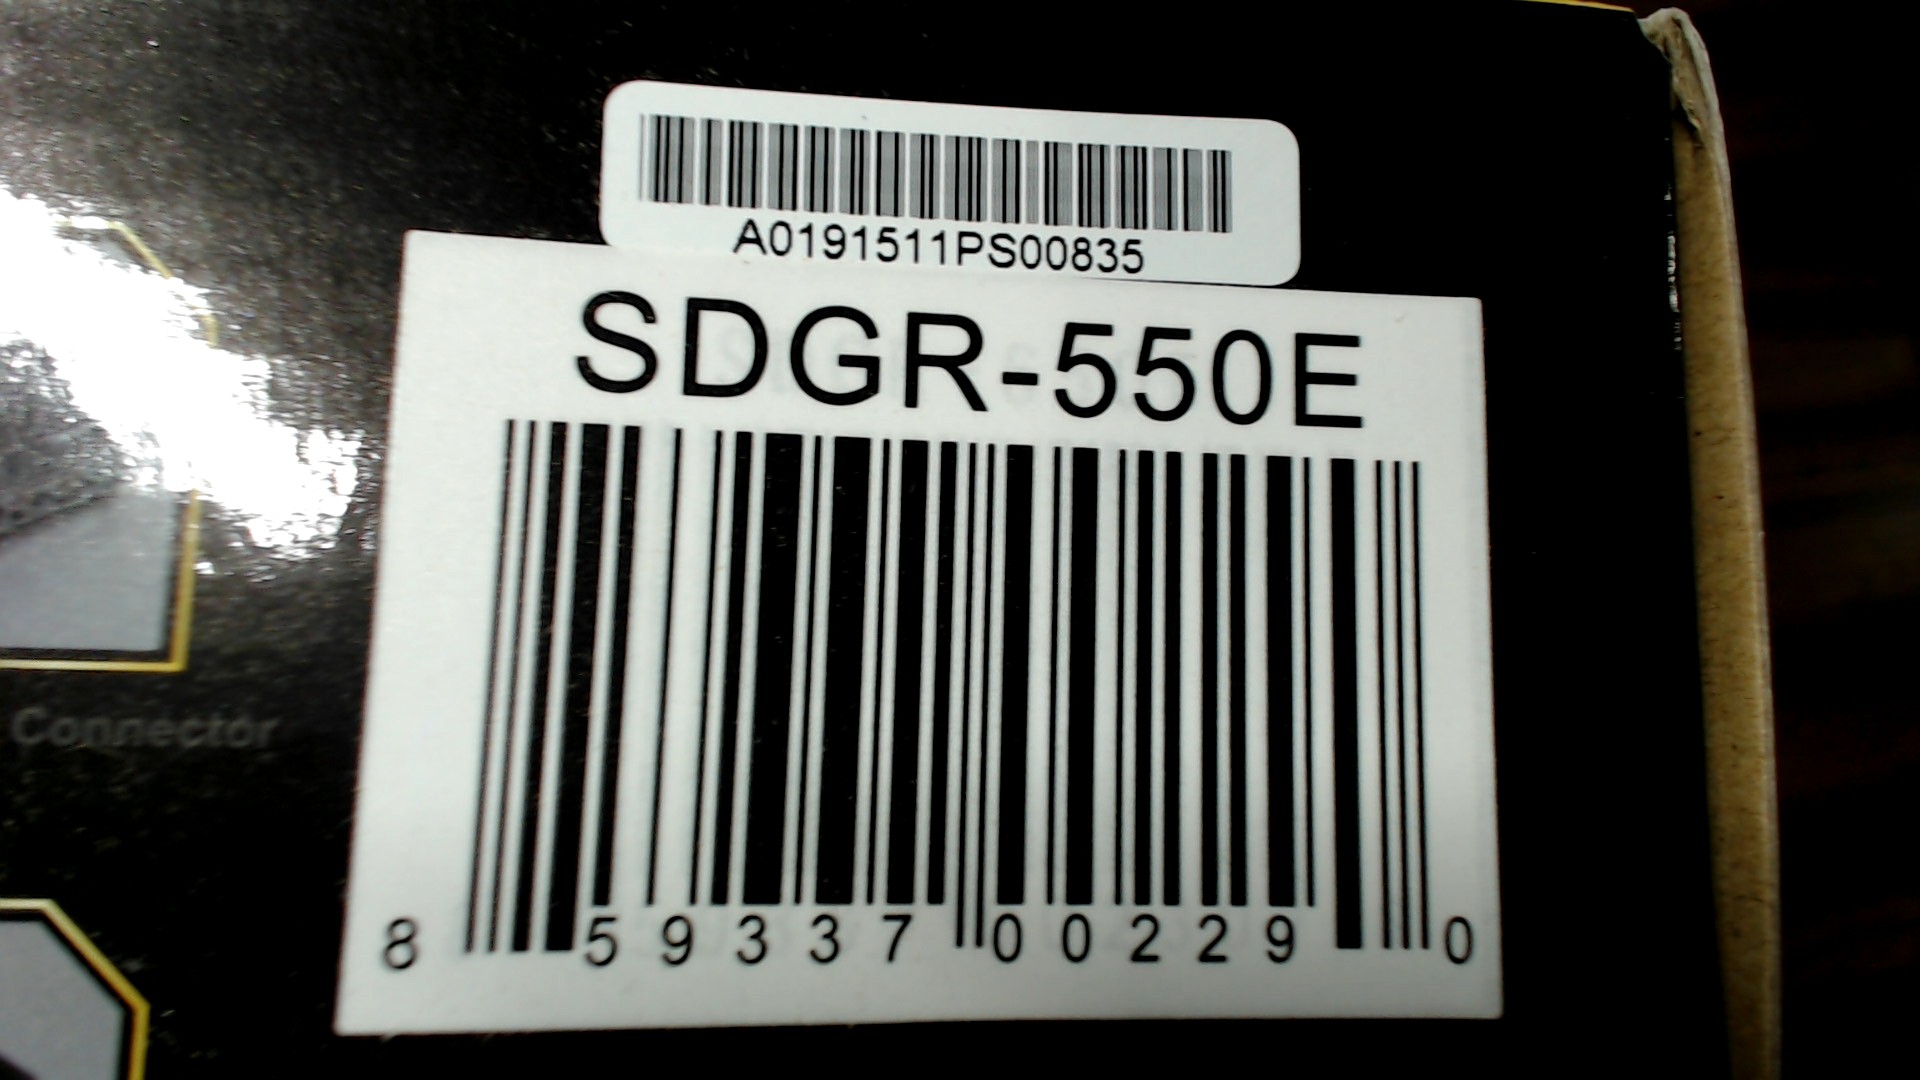 A0191511PS00835
SDGR-550E
8 59337 00229 0
Connector